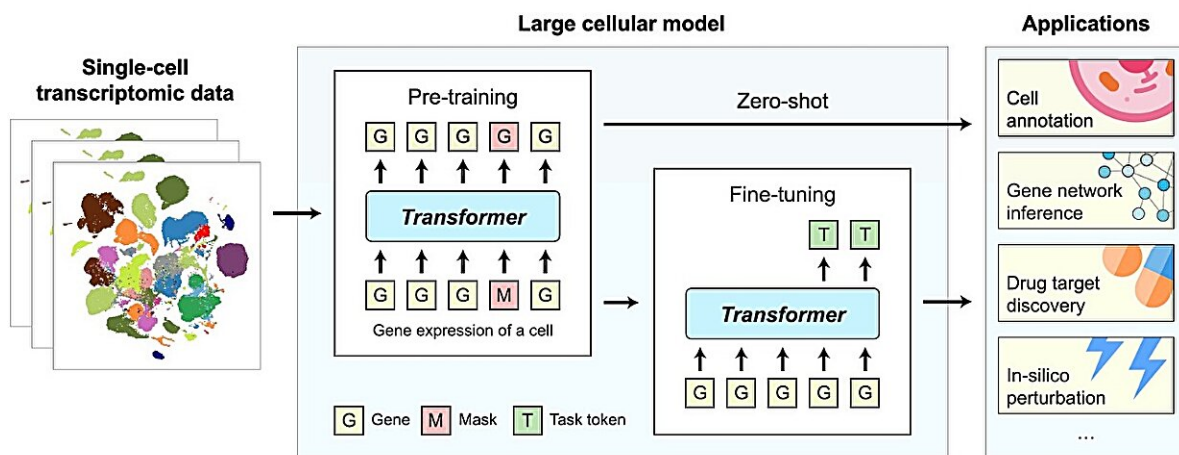 Large cellular model
Applications
Single-cell
transcriptomic data
Pre-training
G G G G G
Transformer
G G G M G
Gene expression of a cell
Zero-shot
Fine-tuning
T T
Transformer
G G G G G
G Gene M Mask T Task token
Cell
annotation
Gene network
inference
Drug target
discovery
In-silico
perturbation
...